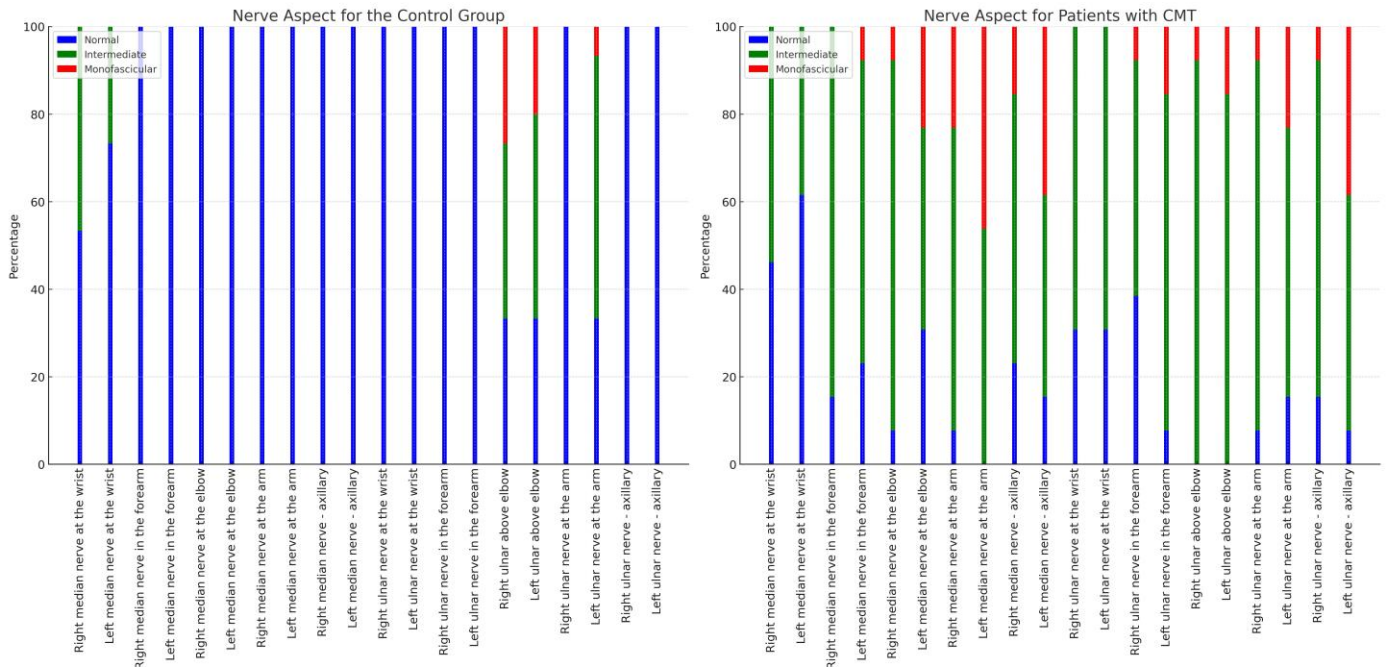 Nerve Aspect for the Control Group
Normal
Intermediate
Monofascicular
Percentage
100
80
60
40
20
0
Right median nerve at the wrist
Left median nerve at the wrist
Right median nerve in the forearm
Left median nerve in the forearm
Right median nerve at the elbow
Left median nerve at the elbow
Right median nerve at the arm
Left median nerve at the arm
Right median nerve - axillary
Left median nerve - axillary
Right ulnar nerve at the wrist
Left ulnar nerve at the wrist
Right ulnar nerve in the forearm
Left ulnar nerve in the forearm
Right ulnar above elbow
Left ulnar above elbow
Right ulnar nerve at the arm
Left ulnar nerve at the arm
Right ulnar nerve - axillary
Left ulnar nerve - axillary
Nerve Aspect for Patients with CMT
Normal
Intermediate
Monofascicular
Percentage
100
80
60
40
20
0
Right median nerve at the wrist
Left median nerve at the wrist
Right median nerve in the forearm
Left median nerve in the forearm
Right median nerve at the elbow
Left median nerve at the elbow
Right median nerve at the arm
Left median nerve at the arm
Right median nerve - axillary
Left median nerve - axillary
Right ulnar nerve at the wrist
Left ulnar nerve at the wrist
Right ulnar nerve in the forearm
Left ulnar nerve in the forearm
Right ulnar above elbow
Left ulnar above elbow
Right ulnar nerve at the arm
Left ulnar nerve at the arm
Right ulnar nerve - axillary
Left ulnar nerve - axillary